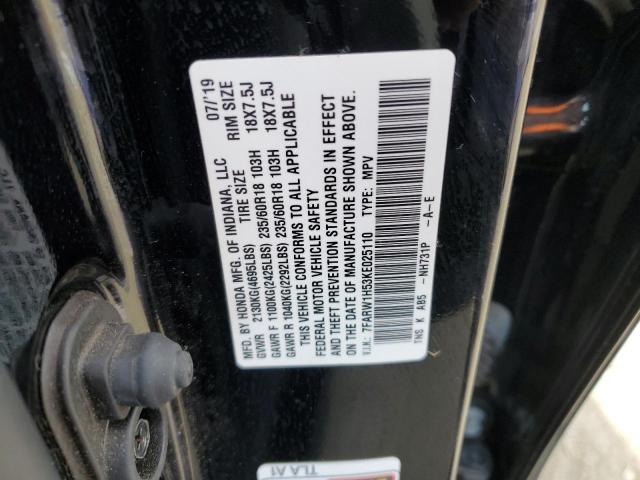 MFD. BY HONDA MFG. OF INDIANA, LLC 07/'19
GVWR 2130KG(4695LBS) TIRE SIZE RIM SIZE
GAWR F 1100KG(2425LBS) 235/60R18 103H 18X7.5J
GAWR R 1040KG(2292LBS) 235/60R18 103H 18X7.5J
THIS VEHICLE CONFORMS TO ALL APPLICABLE
FEDERAL MOTOR VEHICLE SAFETY
AND THEFT PREVENTION STANDARDS IN EFFECT
ON THE DATE OF MANUFACTURE SHOWN ABOVE.
V.I.N.: 7FARW1H53KE025110 TYPE: MPV
TNS K AB5 -NH731P -A-E
TLA A1